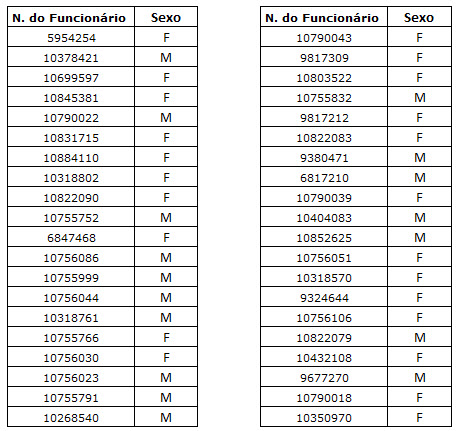 N. do Funcionário Sexo
5954254 F
10378421 M
10699597 F
10845381 F
10790022 M
10831715 F
10884110 F
10318802 F
10822090 F
10755752 M
6847468 F
10756086 M
10755999 M
10756044 M
10318761 M
10755766 F
10756030 F
10756023 M
10755791 M
10268540 M
N. do Funcionário Sexo
10790043 F
9817309 F
10803522 F
10755832 M
9817212 F
10822083 F
9380471 M
6817210 M
10790039 F
10404083 M
10852625 M
10756051 F
10318570 F
9324644 F
10756106 F
10822079 M
10432108 F
9677270 M
10790018 F
10350970 F